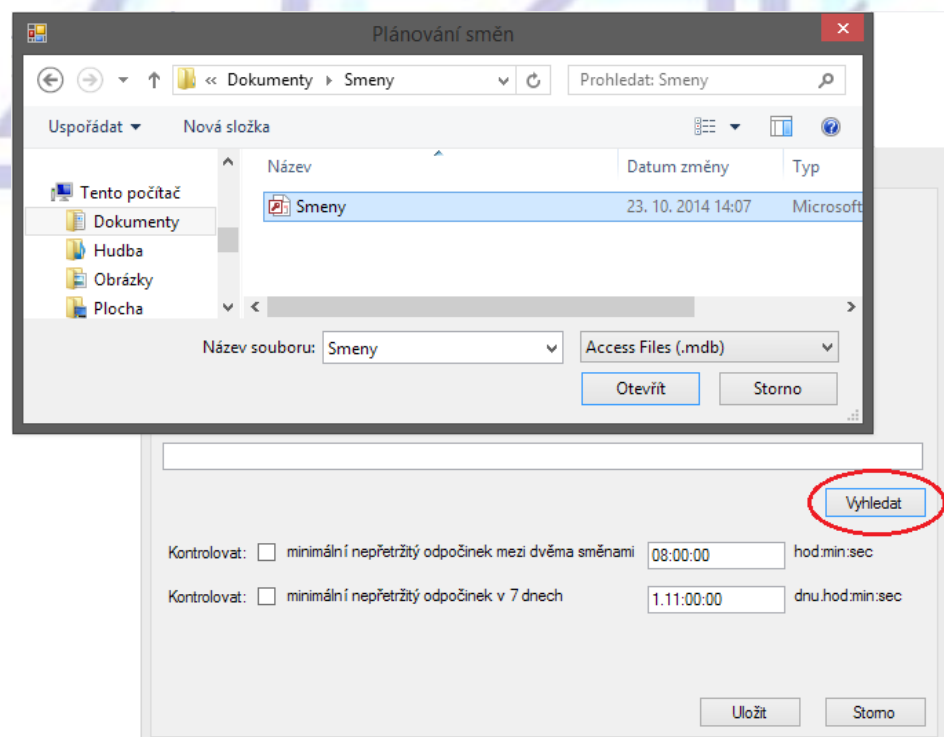 Plánování směn
« Dokumenty Smeny
Prohledat: Smeny
Uspořádat Nová složka
Název Datum změny Typ
Tento počítač
Smeny 23. 10. 2014 14:07 Microsoft
Dokumenty
Hudba
Obrázky
Plocha
Název souboru: Smeny Access Files (.mdb)
Otevřít Storno
Vyhledat
Kontrolovat: minimální nepřetržitý odpočinek mezi dvěma směnami 08:00:00 hod:min:sec
Kontrolovat: minimální nepřetržitý odpočinek v 7 dnech 1.11:00:00 dnu.hod:min:sec
Uložit Storno